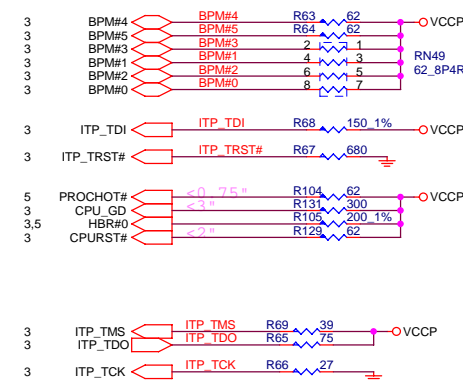 3 BPM#4 BPM#4 R63 62 VCCP
3 BPM#5 BPM#5 R64 62
3 BPM#3 BPM#3 2 1 RN49
3 BPM#1 BPM#1 4 3 62_8P4R
3 BPM#2 BPM#2 6 5
3 BPM#0 BPM#0 8 7
3 ITP_TDI ITP_TDI R68 150_1% VCCP
3 ITP_TRST# ITP_TRST# R67 680
5 PROCHOT# <0.75" R104 62 VCCP
3 CPU_GD <3" R131 300
3,5 HBR#0 R105 200_1%
3 CPURST# <2" R129 62
3 ITP_TMS ITP_TMS R69 39 VCCP
3 ITP_TDO ITP_TDO R65 75
3 ITP_TCK ITP_TCK R66 27